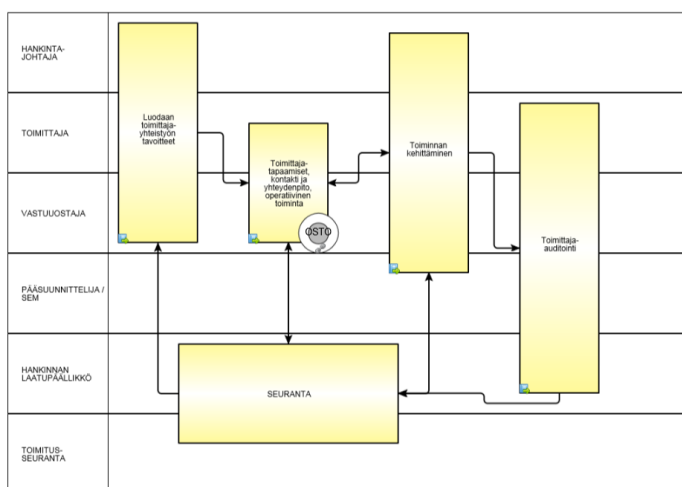 HANKINTA-
JOHTAJA
TOIMITTAJA
VASTUUOSTAJA
PÄÄSUUNNITTELIJA /
SEM
HANKINNAN
LAATUPÄÄLLIKKÖ
TOIMITUS-
SEURANTA
Luodaan
toimittaja-
yhteistyön
tavoitteet
Toimittaja-
tapaamiset,
kontakti ja
yhteydenpito,
operatiivinen
toiminta
OSTO
Toiminnan
kehittäminen
Toimittaja-
auditointi
SEURANTA